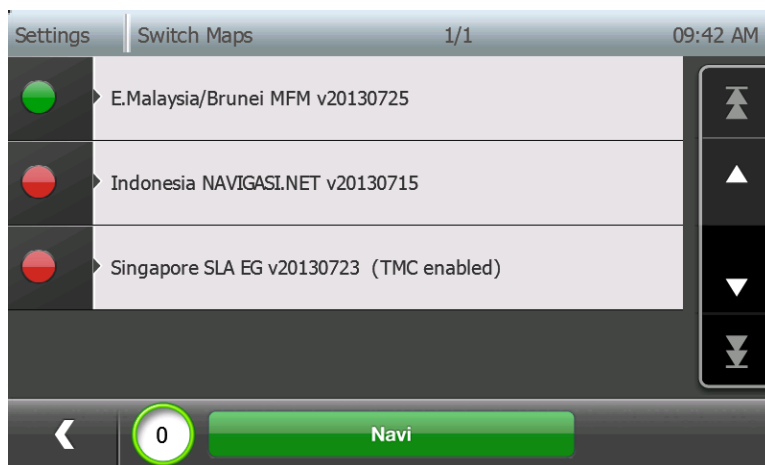 Settings Switch Maps 1/1 09:42 AM
E.Malaysia/Brunei MFM v20130725
Indonesia NAVIGASI.NET v20130715
Singapore SLA EG v20130723 (TMC enabled)
0 Navi